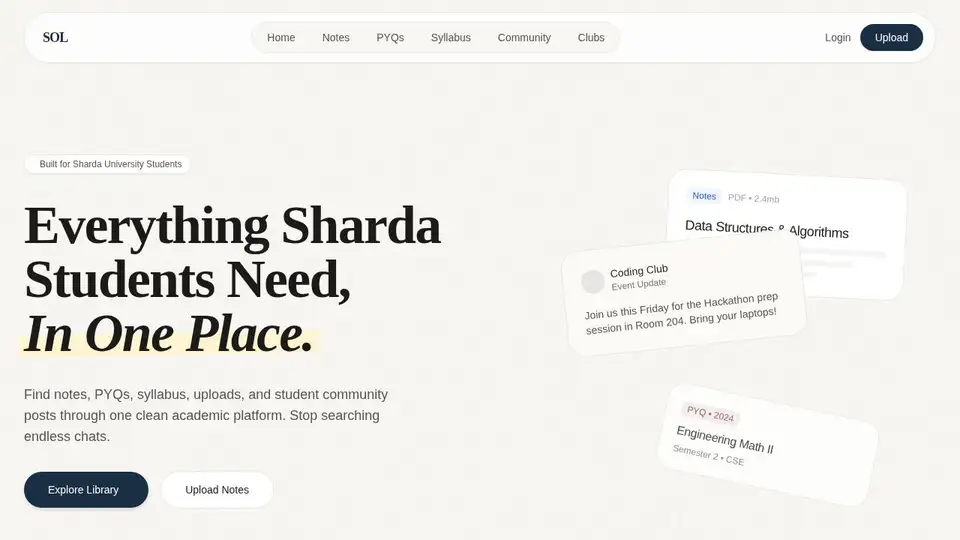 SOL
Home Notes PYQs Syllabus Community Clubs
Login Upload
Built for Sharda University Students
Everything Sharda
Students Need,
In One Place.
Find notes, PYQs, syllabus, uploads, and student community
posts through one clean academic platform. Stop searching
endless chats.
Explore Library Upload Notes
Notes PDF • 2.4mb
Data Structures & Algorithms
Coding Club
Event Update
Join us this Friday for the Hackathon prep
session in Room 204. Bring your laptops!
PYQ • 2024
Engineering Math II
Semester 2 • CSE